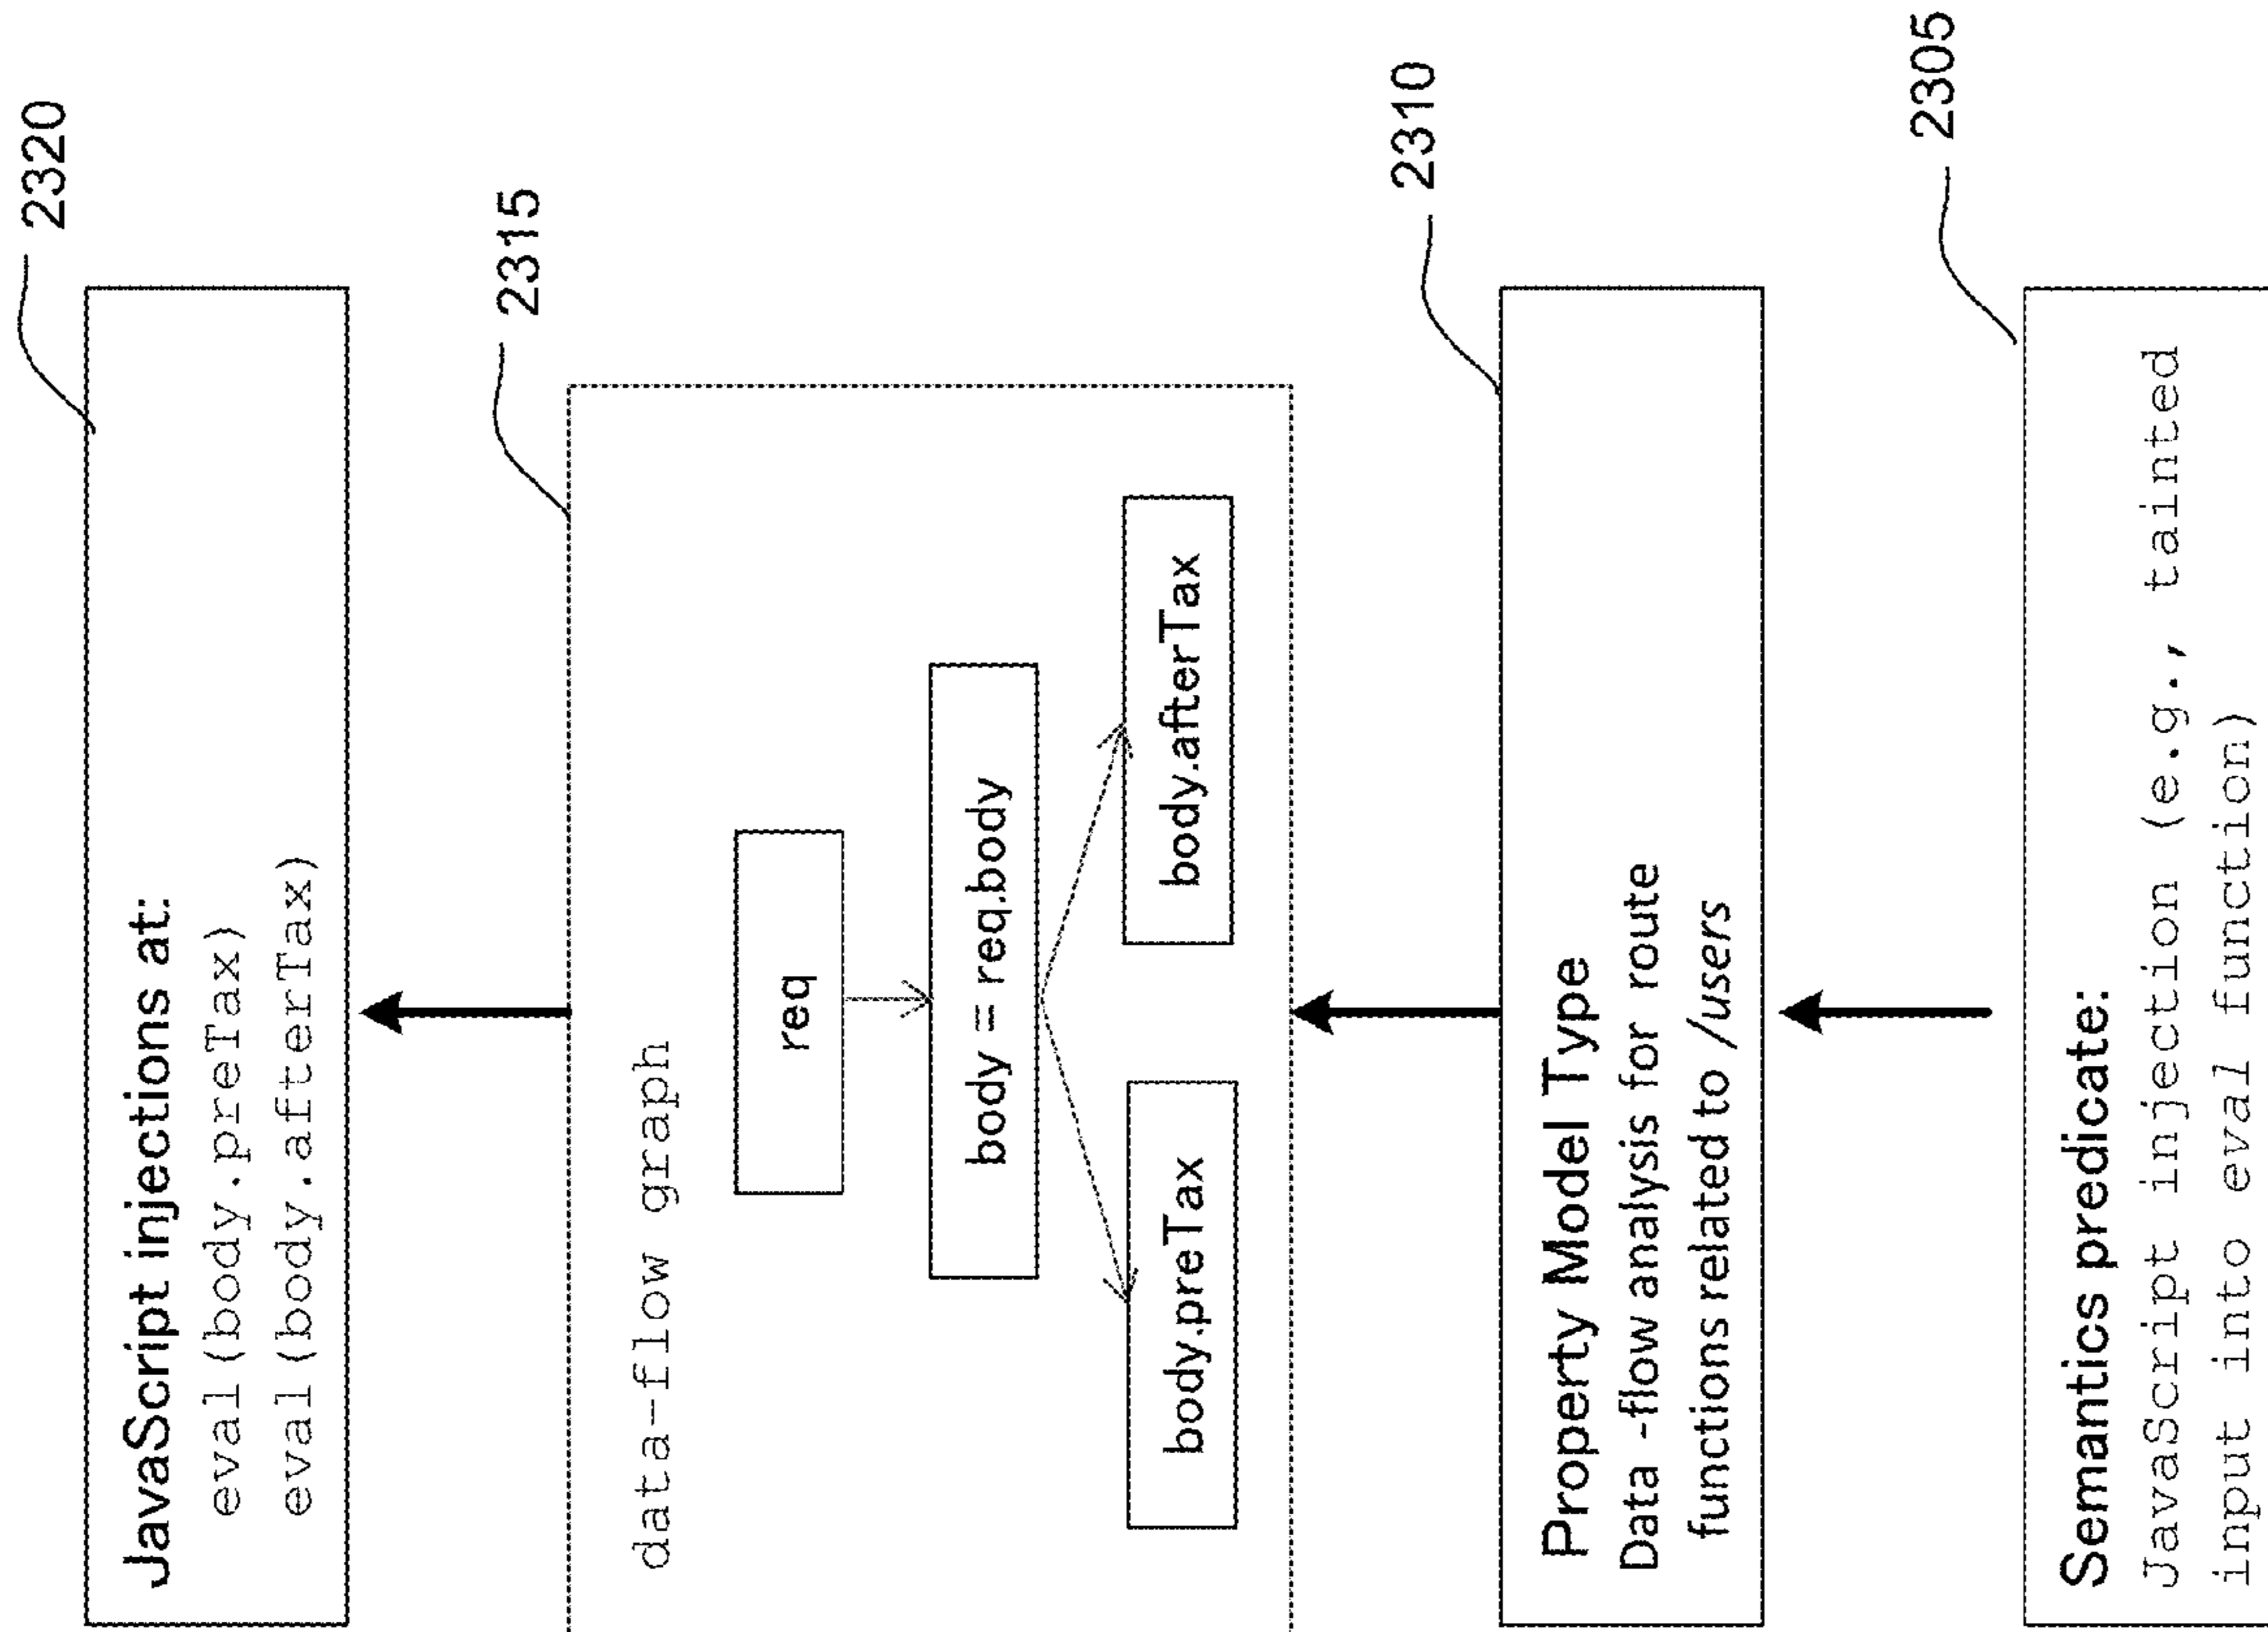 JavaScript injections at:
eval(body.preTax)
eval(body.afterTax)
2320
data-flow graph
req
body = req.body
body.preTax
body.afterTax
2315
Property Model Type
Data -flow analysis for route
functions related to /users
2310
Semantics predicate:
JavaScript injection (e.g., tainted
input into eval function)
2305